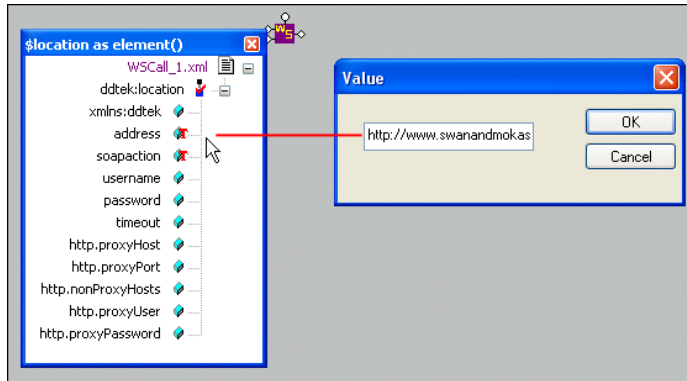 $location as element()
WSCall_1.xml
ddtek:location
xmlns:ddtek
address
soapaction
username
password
timeout
http.proxyHost
http.proxyPort
http.nonProxyHosts
http.proxyUser
http.proxyPassword
WS
Value
http://www.swanandmokas
OK
Cancel